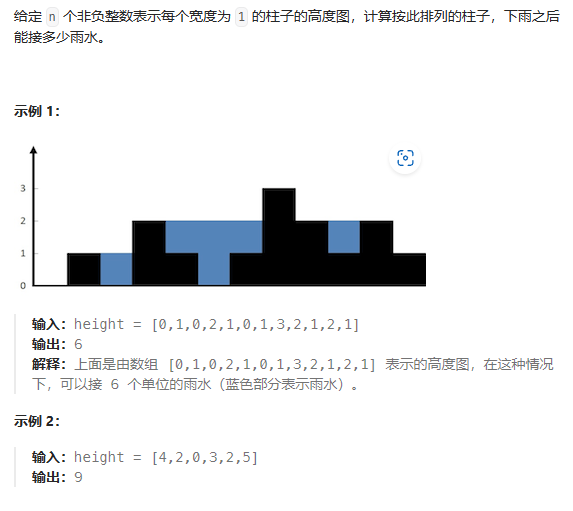 给定 n 个非负整数表示每个宽度为 1 的柱子的高度图，计算按此排列的柱子，下雨之后
能接多少雨水。
示例 1：
3
2
1
0
输入：height = [0,1,0,2,1,0,1,3,2,1,2,1]
输出：6
解释：上面是由数组 [0,1,0,2,1,0,1,3,2,1,2,1] 表示的高度图，在这种情况
下，可以接 6 个单位的雨水（蓝色部分表示雨水）。
示例 2：
输入：height = [4,2,0,3,2,5]
输出：9